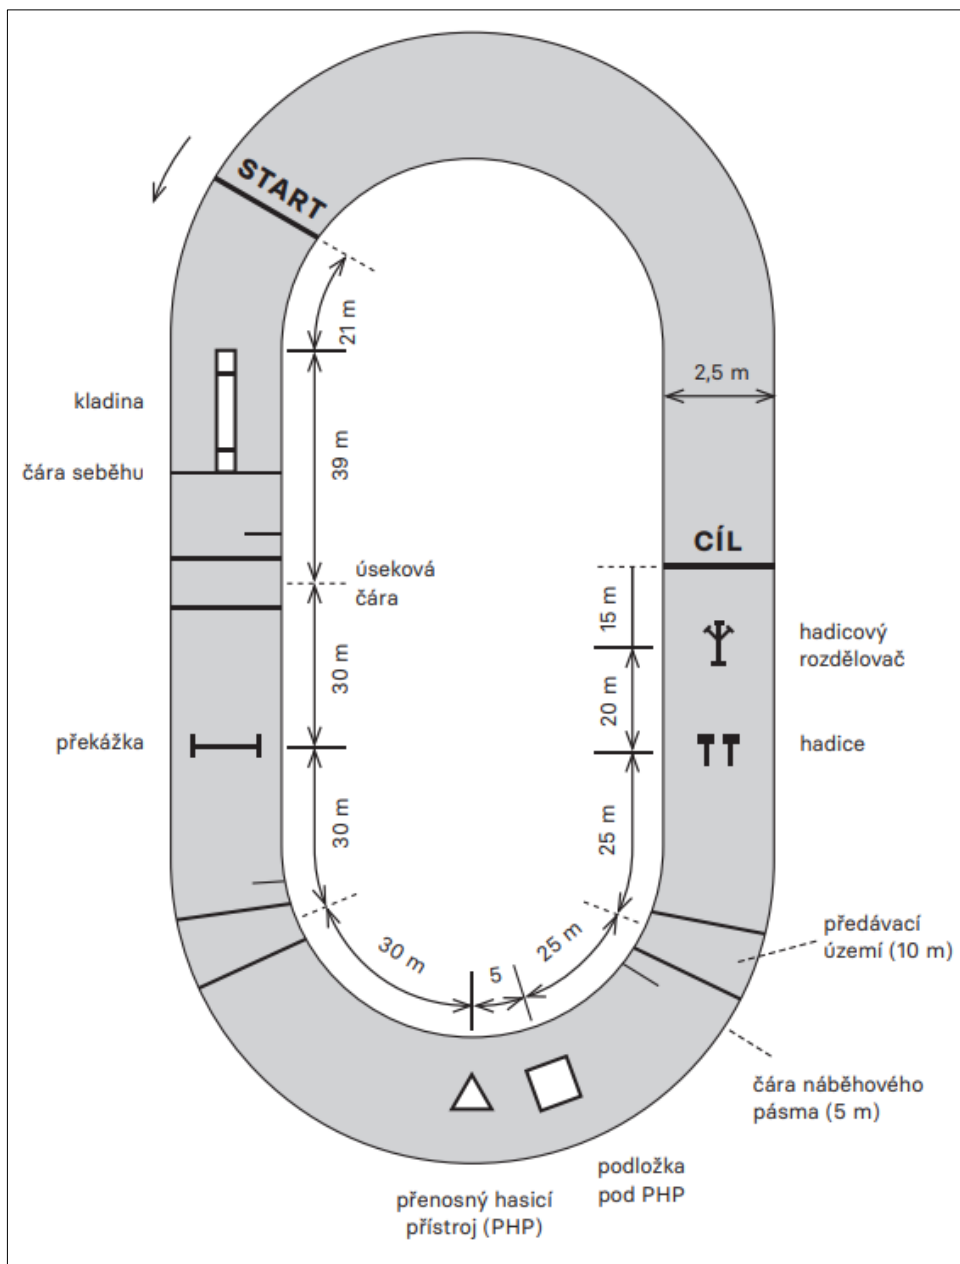 START
21 m
2,5 m
kladina
39 m
čára seběhu
CÍL
úseková
čára
15 m
hadicový
rozdělovač
30 m
20 m
překážka
hadice
30 m
25 m
předávací
území (10 m)
30 m
5
25 m
čára náběhového
pásma (5 m)
podložka
pod PHP
přenosný hasicí
přístroj (PHP)